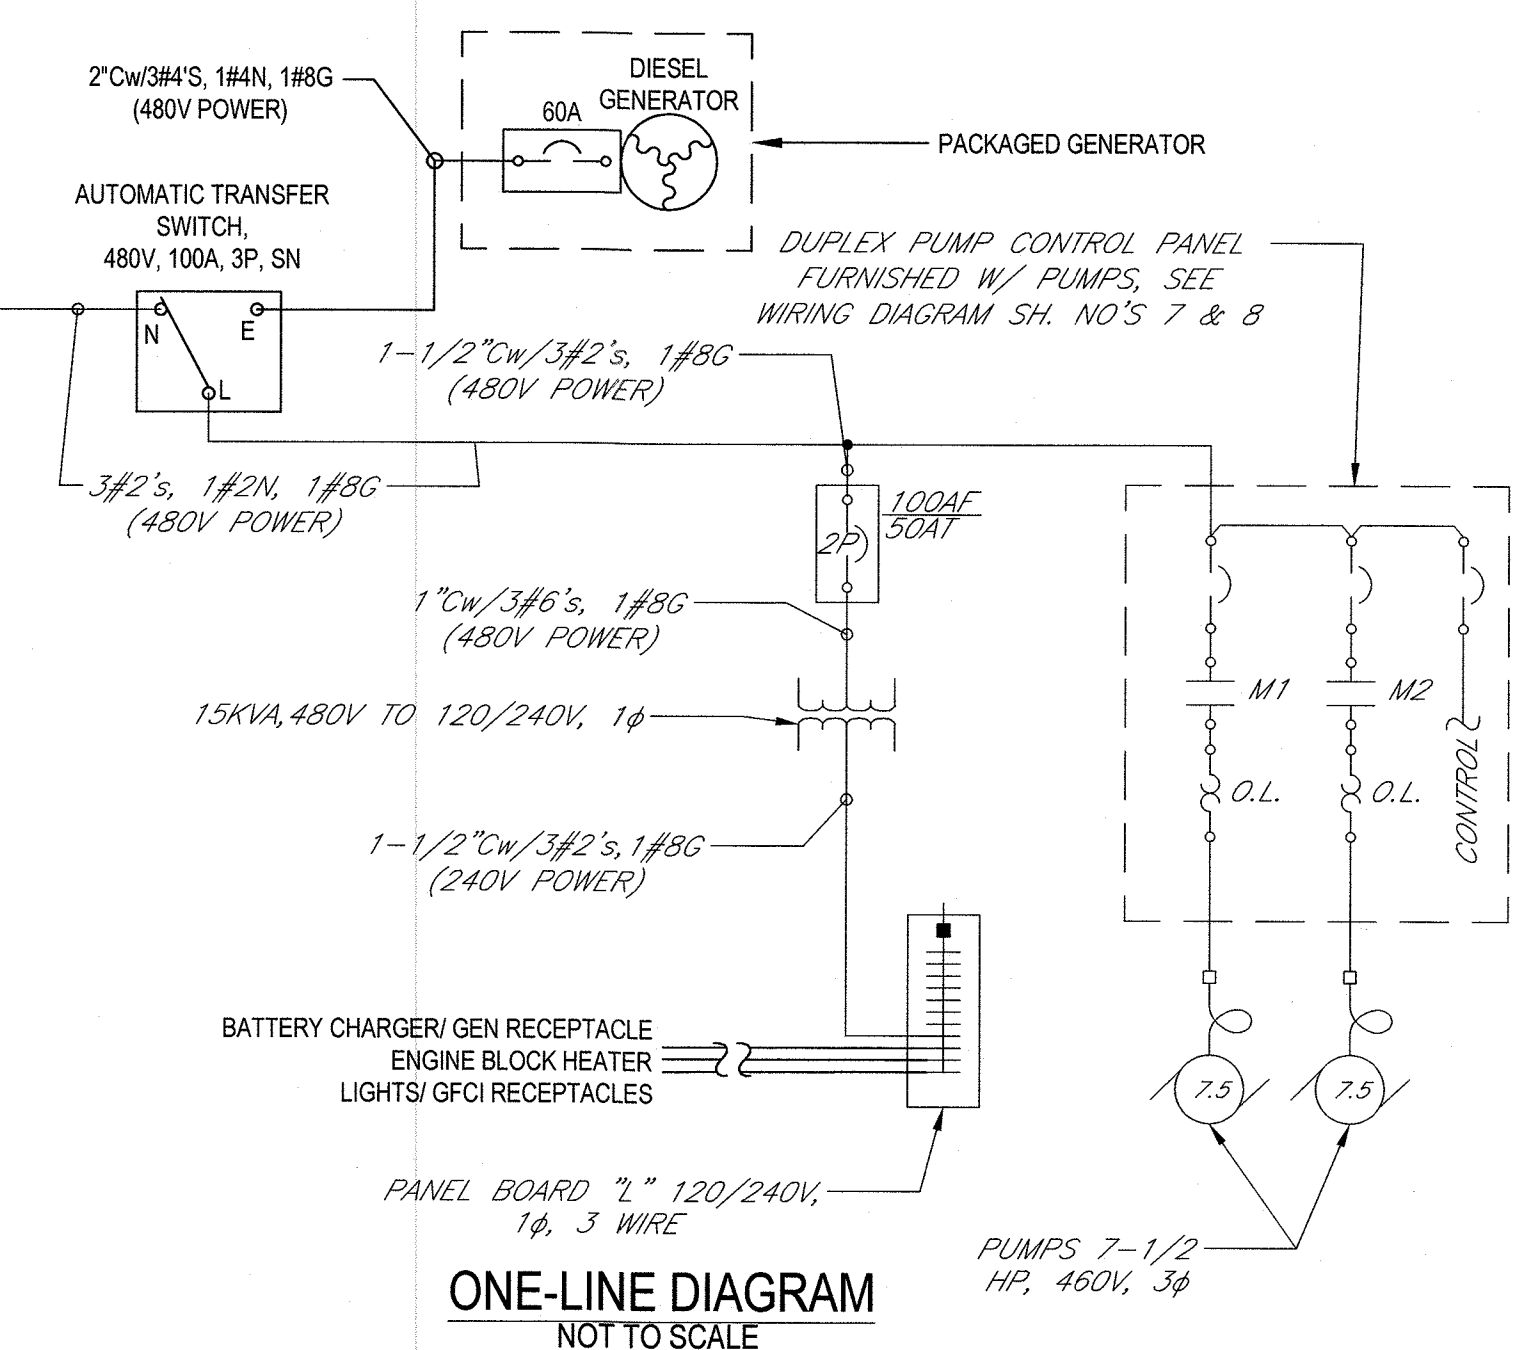 2"Cw/3#4'S, 1#4N, 1#8G
(480V POWER)
DIESEL
GENERATOR
60A
PACKAGED GENERATOR
AUTOMATIC TRANSFER
SWITCH,
480V, 100A, 3P, SN
N
E
L
DUPLEX PUMP CONTROL PANEL
FURNISHED W/ PUMPS, SEE
WIRING DIAGRAM SH. NO'S 7 & 8
1-1/2"Cw/3#2's, 1#8G
(480V POWER)
3#2's, 1#2N, 1#8G
(480V POWER)
100AF
50AT
2P
1"Cw/3#6's, 1#8G
(480V POWER)
15KVA,480V TO 120/240V, 1ϕ
M1
M2
O.L.
O.L.
CONTROL
1-1/2"Cw/3#2's,1#8G
(240V POWER)
BATTERY CHARGER/ GEN RECEPTACLE
ENGINE BLOCK HEATER
LIGHTS/ GFCI RECEPTACLES
7.5
7.5
PANEL BOARD "L" 120/240V,
1ϕ, 3 WIRE
PUMPS 7-1/2
HP, 460V, 3ϕ
ONE-LINE DIAGRAM
NOT TO SCALE